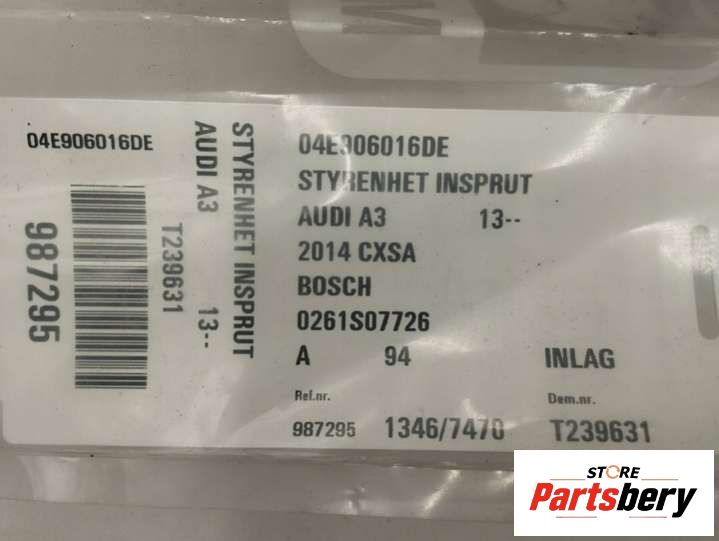 04E906016DE
987295
T239631
AUDI A3 13--
STYRENHET INSPRUT
04E906016DE
STYRENHET INSPRUT
AUDI A3 13--
2014 CXSA
BOSCH
0261S07726
A 94 INLAG
Ref.nr. Dem.nr.
987295 1346/7470 T239631
STORE
Partsbery